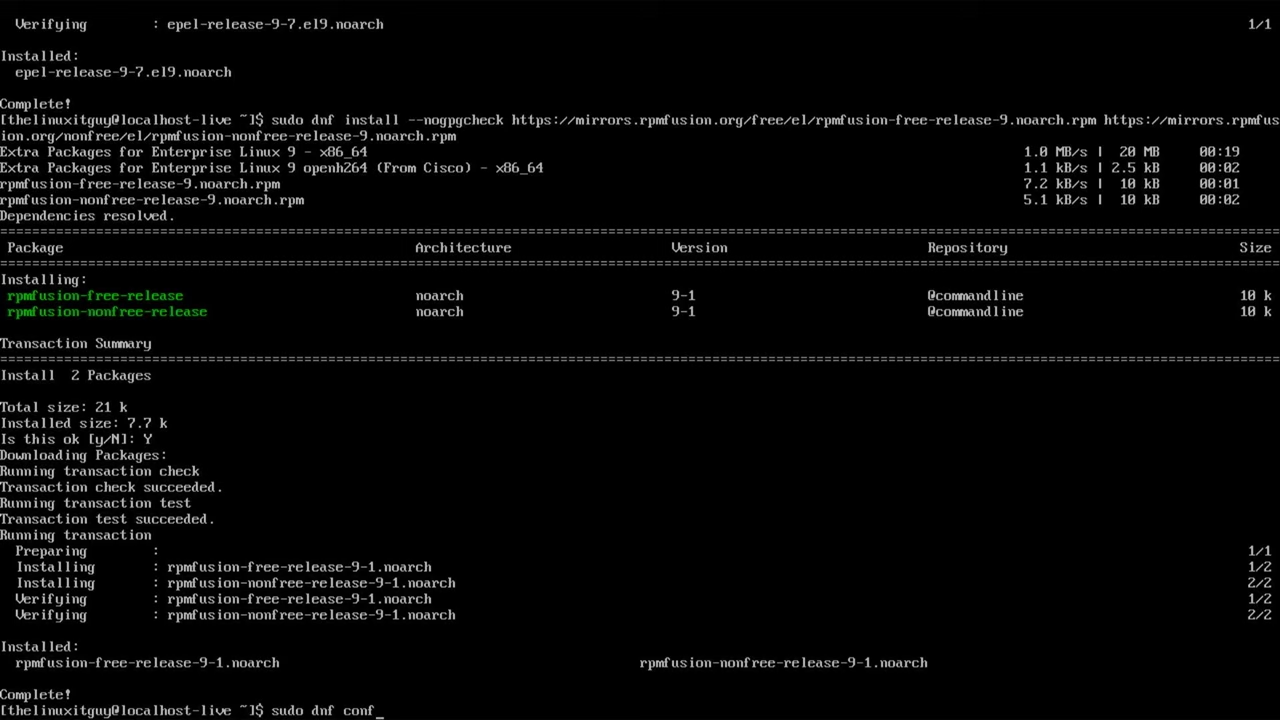 Verifying : epel-release-9-7.el9.noarch 1/1
Installed:
epel-release-9-7.el9.noarch
Complete!
[thelinuxitguy@localhost-live ~]$ sudo dnf install --nogpgcheck https://mirrors.rpmfusion.org/free/el/rpmfusion-free-release-9.noarch.rpm https://mirrors.rpmfus
ion.org/nonfree/el/rpmfusion-nonfree-release-9.noarch.rpm
Extra Packages for Enterprise Linux 9 - x86_64 1.0 MB/s | 20 MB 00:19
Extra Packages for Enterprise Linux 9 openh264 (From Cisco) - x86_64 1.1 kB/s | 2.5 kB 00:02
rpmfusion-free-release-9.noarch.rpm 7.2 kB/s | 10 kB 00:01
rpmfusion-nonfree-release-9.noarch.rpm 5.1 kB/s | 10 kB 00:02
Dependencies resolved.
================================================================================
Package Architecture Version Repository Size
================================================================================
Installing:
rpmfusion-free-release noarch 9-1 @commandline 10 k
rpmfusion-nonfree-release noarch 9-1 @commandline 10 k
Transaction Summary
================================================================================
Install 2 Packages
Total size: 21 k
Installed size: 7.7 k
Is this ok [y/N]: Y
Downloading Packages:
Running transaction check
Transaction check succeeded.
Running transaction test
Transaction test succeeded.
Running transaction
Preparing : 1/1
Installing : rpmfusion-free-release-9-1.noarch 1/2
Installing : rpmfusion-nonfree-release-9-1.noarch 2/2
Verifying : rpmfusion-free-release-9-1.noarch 1/2
Verifying : rpmfusion-nonfree-release-9-1.noarch 2/2
Installed:
rpmfusion-free-release-9-1.noarch rpmfusion-nonfree-release-9-1.noarch
Complete!
[thelinuxitguy@localhost-live ~]$ sudo dnf conf_